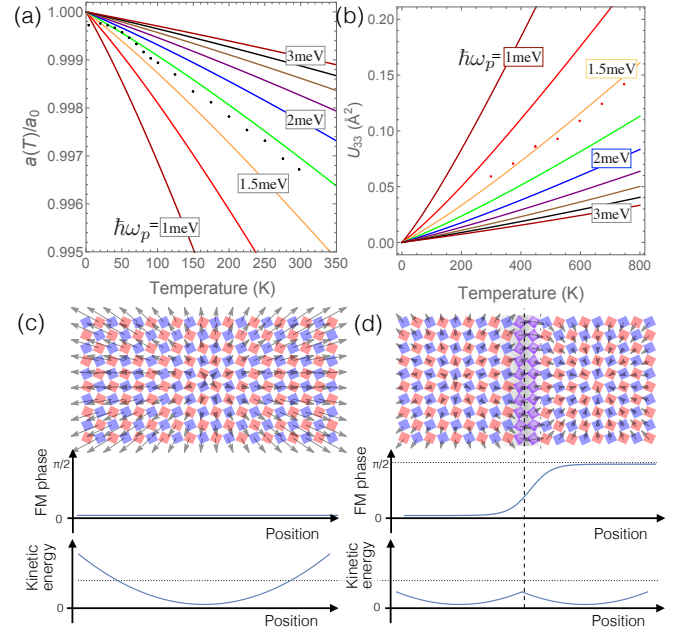 (a)
1.000
0.999
0.998
0.997
0.996
0.995
a(T)/a₀
3meV
2meV
1.5meV
ℏωₚ=1meV
0 50 100 150 200 250 300 350
Temperature (K)
(b)
0.20
0.15
0.10
0.05
0.00
U₃₃ (Å²)
ℏωₚ=1meV
1.5meV
2meV
3meV
0 200 400 600 800
Temperature (K)
(c)
π/2
FM phase
0
Position
Kinetic
energy
0
Position
(d)
π/2
FM phase
0
Position
Kinetic
energy
0
Position